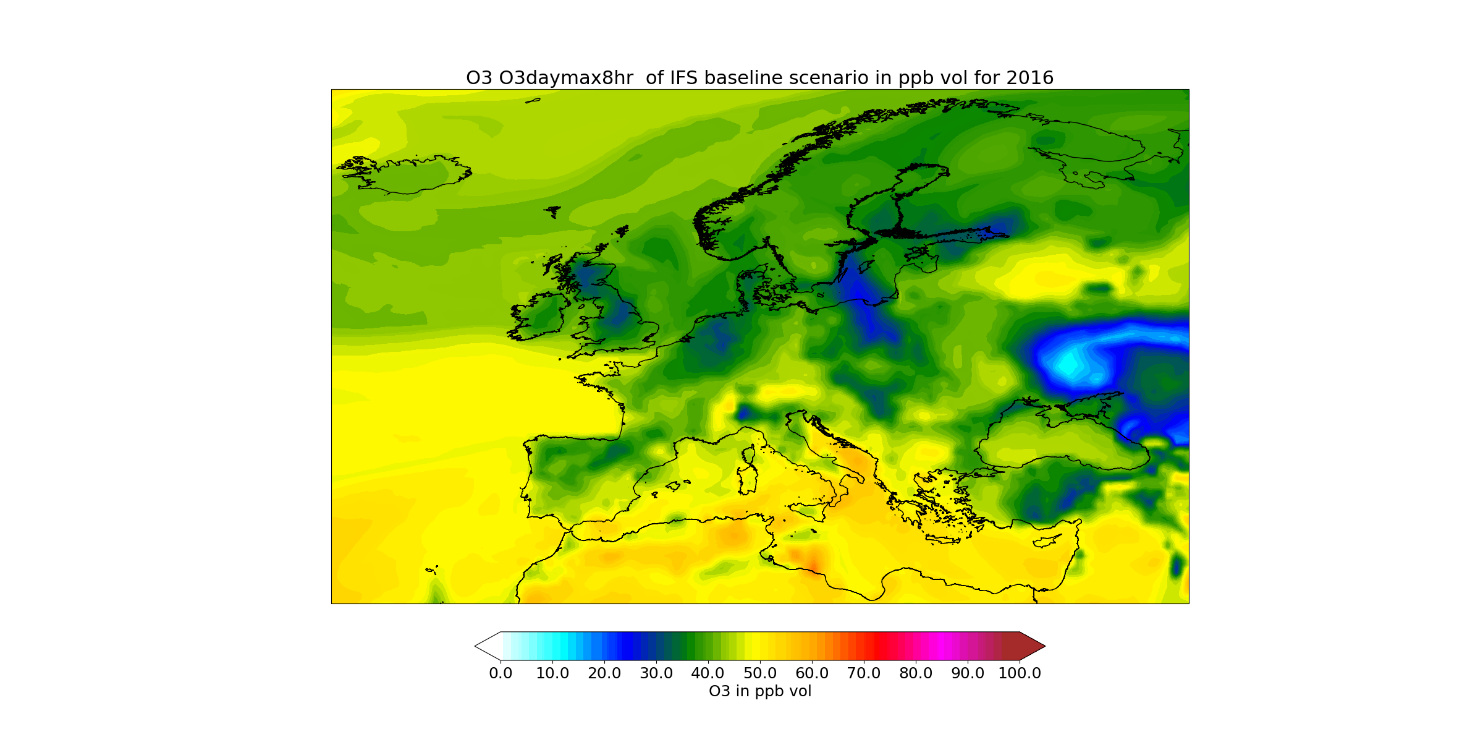 O3 O3daymax8hr  of IFS baseline scenario in ppb vol for 2016
0.0 10.0 20.0 30.0 40.0 50.0 60.0 70.0 80.0 90.0 100.0
O3 in ppb vol